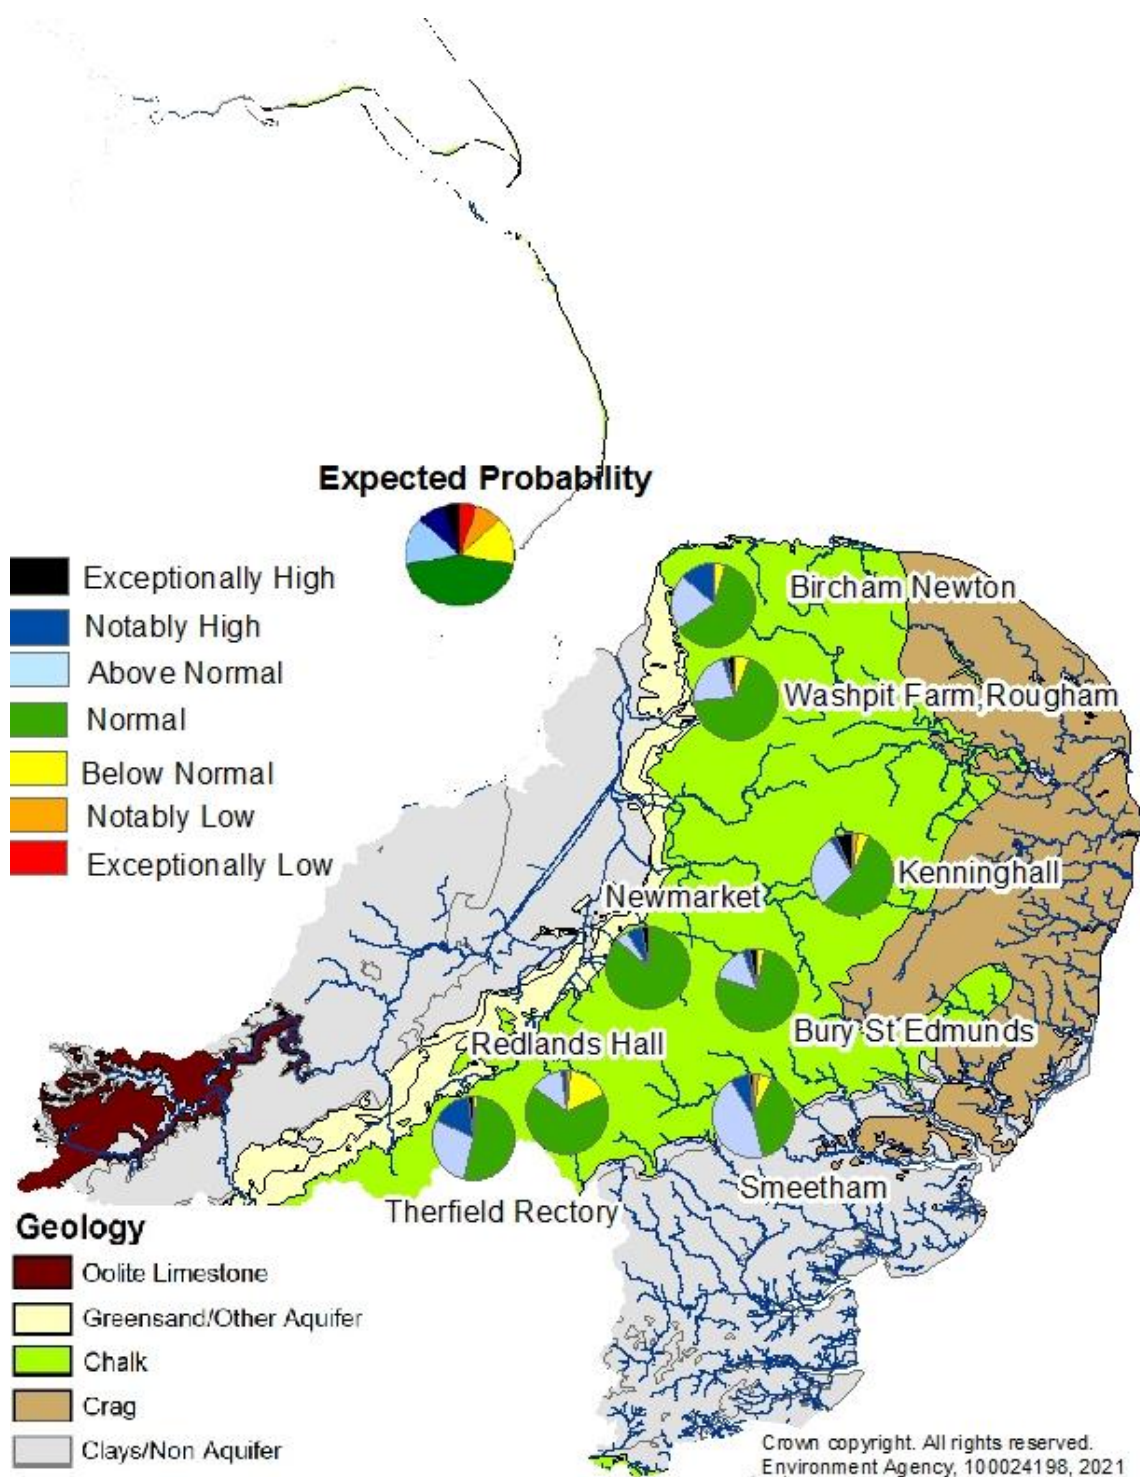 Expected Probability
Exceptionally High
Notably High
Above Normal
Normal
Below Normal
Notably Low
Exceptionally Low
Bircham Newton
Washpit Farm,Rougham
Kenninghall
Newmarket
Bury St Edmunds
Redlands Hall
Smeetham
Therfield Rectory
Geology
Oolite Limestone
Greensand/Other Aquifer
Chalk
Crag
Clays/Non Aquifer
Crown copyright. All rights reserved.
Environment Agency, 100024198, 2021